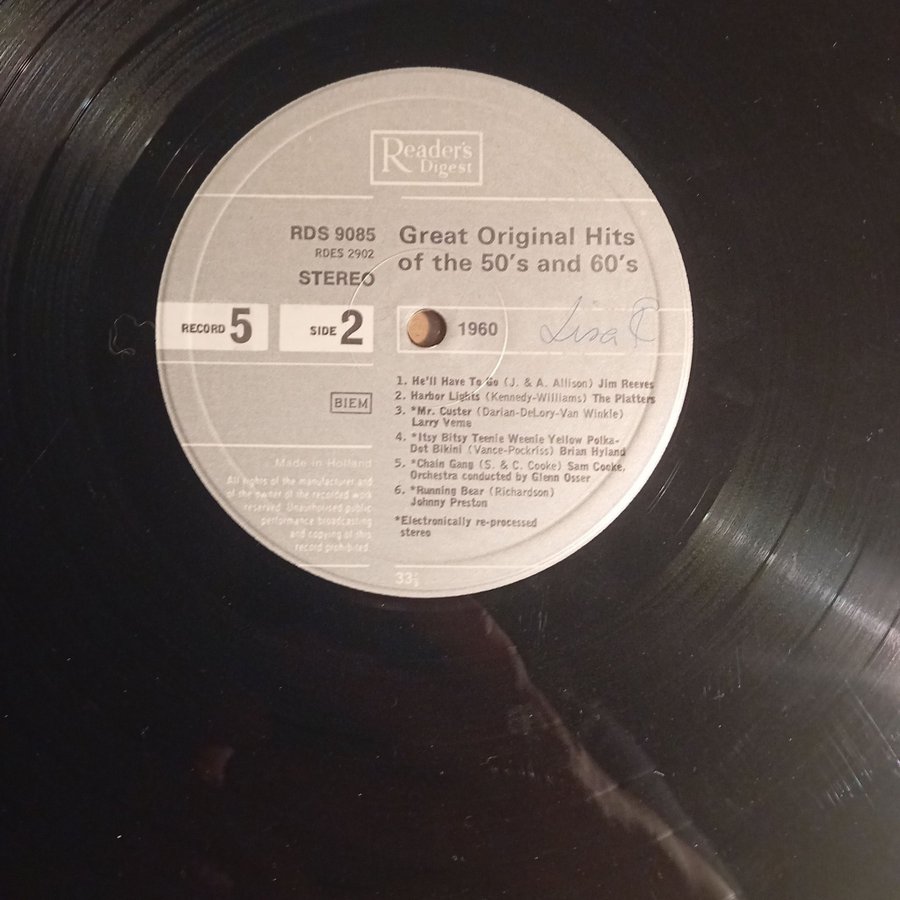 Reader's
Digest
RDS 9085
RDES 2902
STEREO
Great Original Hits
of the 50's and 60's
RECORD 5
SIDE 2
1960
Lisa C
BIEM
1. He'll Have To Go (J. & A. Allison) Jim Reeves
2. Harbor Lights (Kennedy-Williams) The Platters
3. *Mr. Custer (Darian-DeLory-Van Winkle)
Larry Verne
4. *Itsy Bitsy Teenie Weenie Yellow Polka-
Dot Bikini (Vance-Pockriss) Brian Hyland
5. *Chain Gang (S. & C. Cooke) Sam Cooke,
Orchestra conducted by Glenn Osser
6. *Running Bear (Richardson)
Johnny Preston
*Electronically re-processed
stereo
Made in Holland
All rights of the manufacturer and
of the owner of the recorded work
reserved. Unauthorised public
performance broadcasting
and copying of this
record prohibited.
33⅓